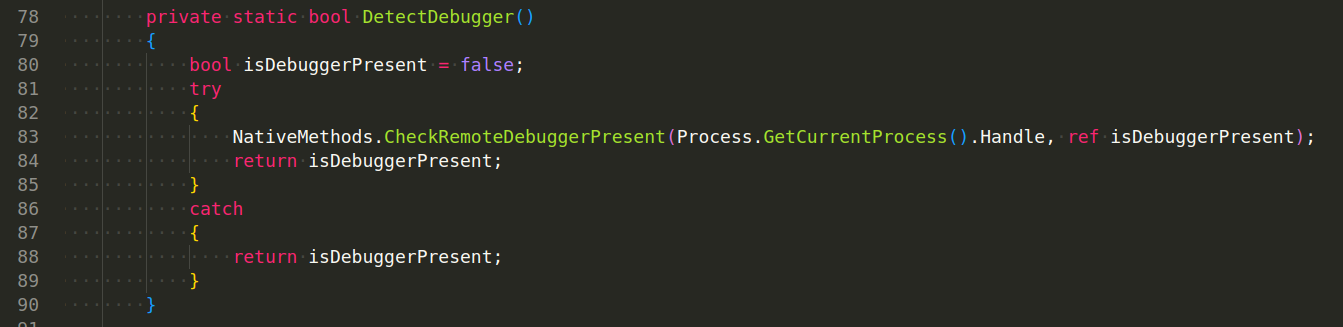 78 private static bool DetectDebugger()
79 {
80 bool isDebuggerPresent = false;
81 try
82 {
83 NativeMethods.CheckRemoteDebuggerPresent(Process.GetCurrentProcess().Handle, ref isDebuggerPresent);
84 return isDebuggerPresent;
85 }
86 catch
87 {
88 return isDebuggerPresent;
89 }
90 }
91